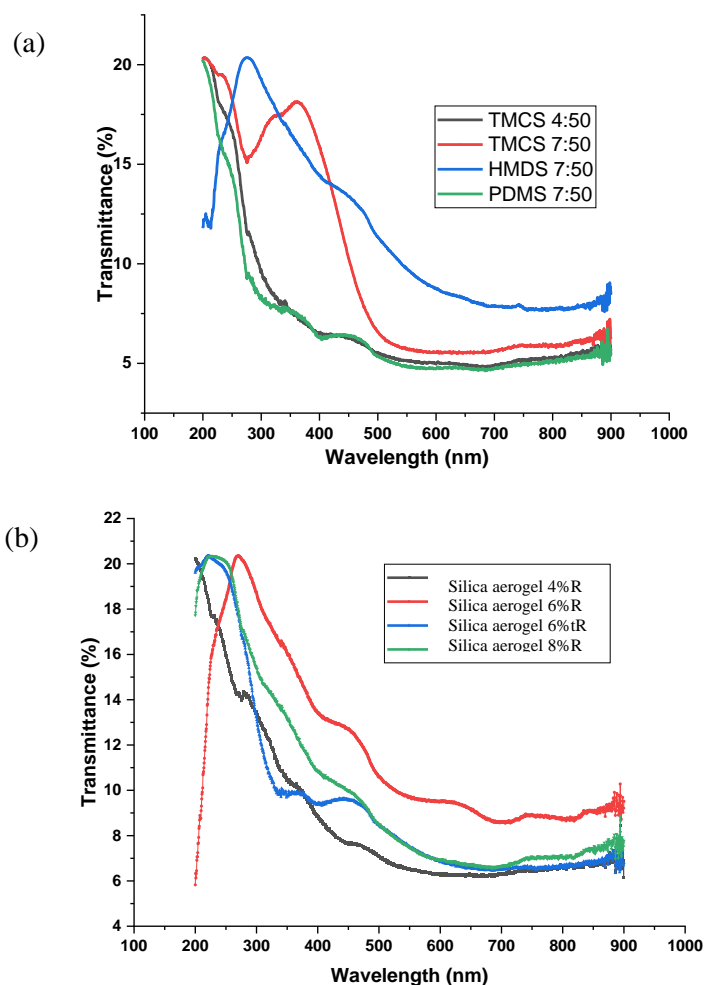 (a)
Transmittance (%)
20
15
10
5
TMCS 4:50
TMCS 7:50
HMDS 7:50
PDMS 7:50
100 200 300 400 500 600 700 800 900 1000
Wavelength (nm)
(b)
Transmittance (%)
22
20
18
16
14
12
10
8
6
4
Silica aerogel 4%R
Silica aerogel 6%R
Silica aerogel 6%tR
Silica aerogel 8%R
100 200 300 400 500 600 700 800 900 1000
Wavelength (nm)